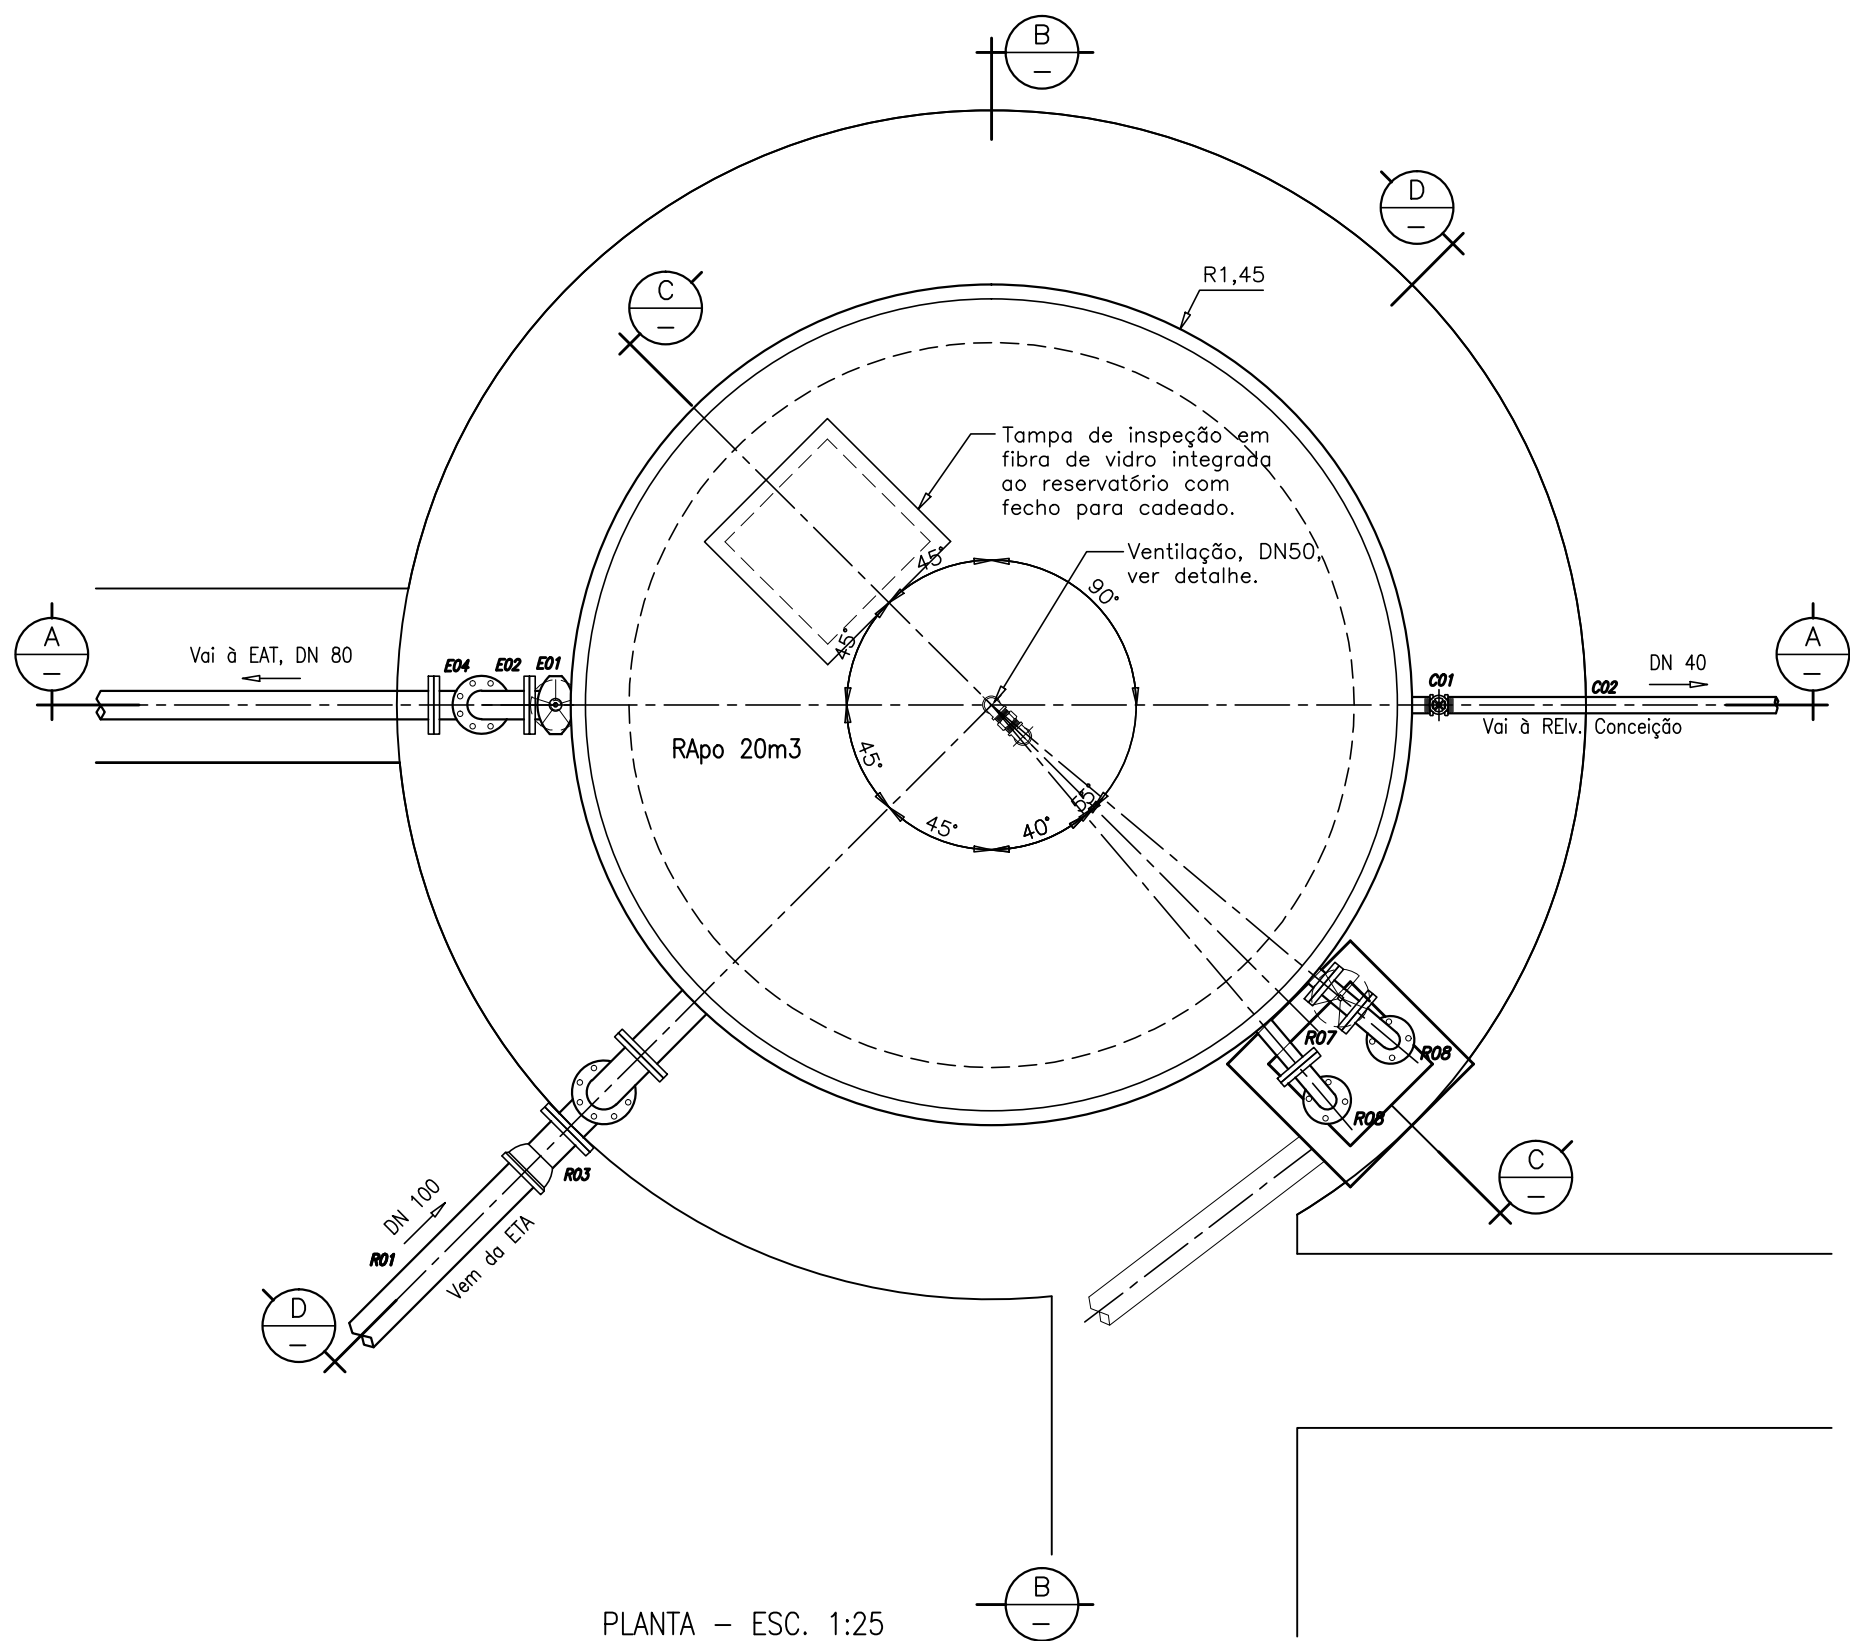 B
–
D
–
R1,45
C
–
Tampa de inspeção em
fibra de vidro integrada
ao reservatório com
fecho para cadeado.
Ventilação, DN50,
ver detalhe.
45°
90°
45°
A
–
Vai à EAT, DN 80
E04
E02
E01
A
–
DN 40
C01
C02
Vai à RElv. Conceição
RApo 20m3
45°
45°
40°
R07
R08
R08
R03
C
–
DN 100
R01
Vem da ETA
D
–
B
–
PLANTA – ESC. 1:25